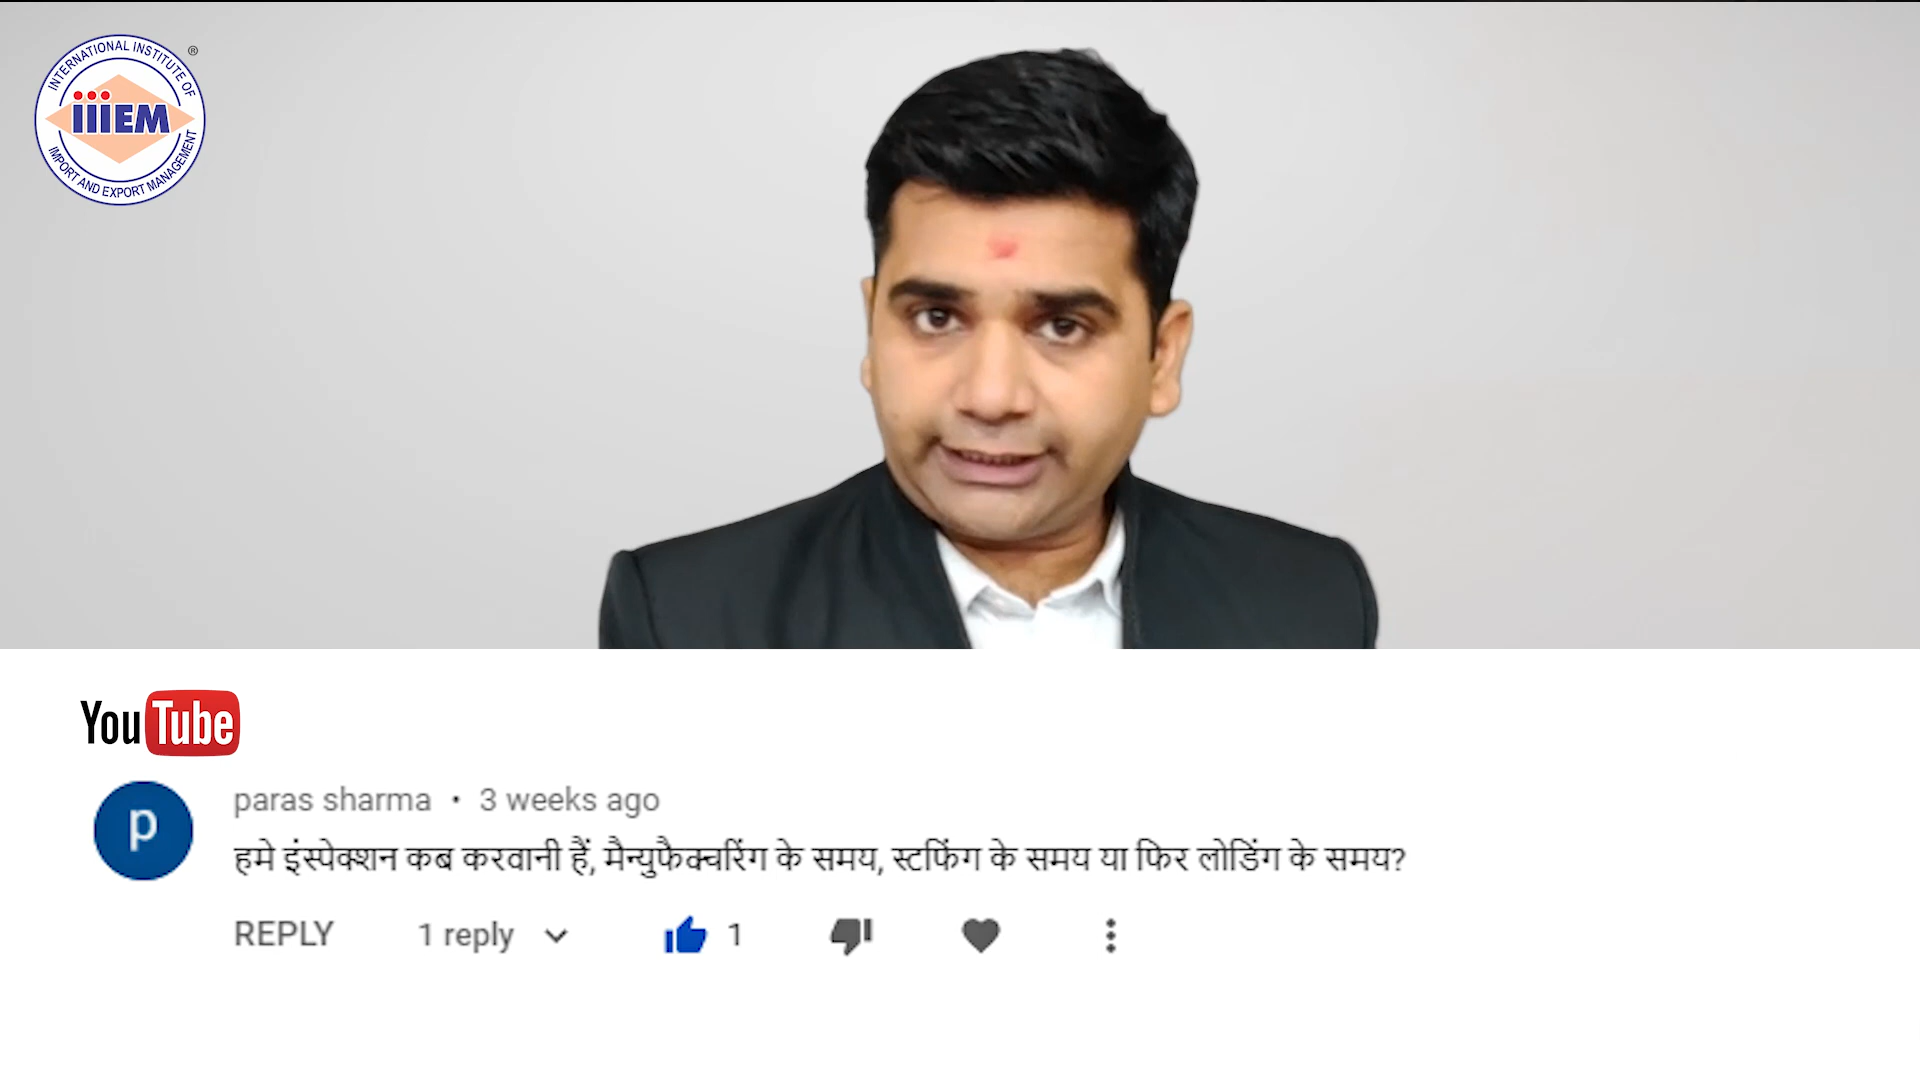 INTERNATIONAL INSTITUTE OF
®
iiiEM
IMPORT AND EXPORT MANAGEMENT
YouTube
p
paras sharma • 3 weeks ago
हमे इंस्पेक्शन कब करवानी हैं, मैन्युफैक्चरिंग के समय, स्टफिंग के समय या फिर लोडिंग के समय?
REPLY 1 reply 1